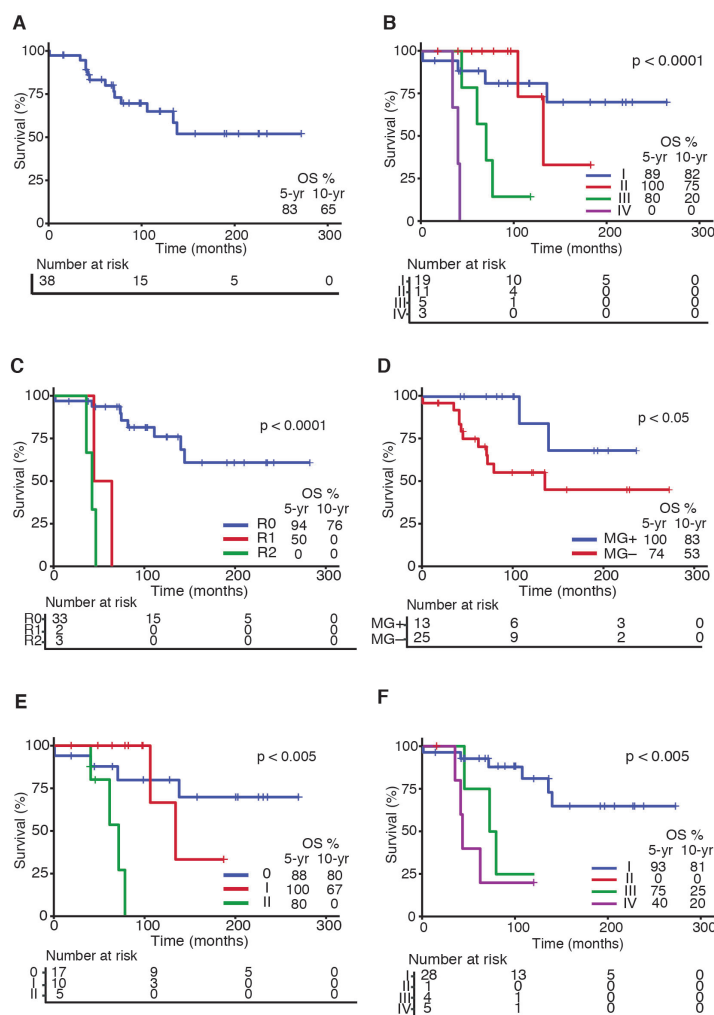 A
100
75
50
25
0
Survival (%)
OS %
5-yr 10-yr
83 65
0 100 200 300
Time (months)
Number at risk
38 15 5 0
B
100
75
50
25
0
Survival (%)
p < 0.0001
OS %
5-yr 10-yr
I 89 82
II 100 75
III 80 20
IV 0 0
0 100 200 300
Time (months)
Number at risk
I 19 10 5 0
II 11 4 0 0
III 5 1 0 0
IV 3 0 0 0
C
100
75
50
25
0
Survival (%)
p < 0.0001
OS %
5-yr 10-yr
R0 94 76
R1 50 0
R2 0 0
0 100 200 300
Time (months)
Number at risk
R0 33 15 5 0
R1 2 0 0 0
R2 3 0 0 0
D
100
75
50
25
0
Survival (%)
p < 0.05
OS %
5-yr 10-yr
MG+ 100 83
MG– 74 53
0 100 200 300
Time (months)
Number at risk
MG+ 13 6 3 0
MG– 25 9 2 0
E
100
75
50
25
0
Survival (%)
p < 0.005
OS %
5-yr 10-yr
0 88 80
I 100 67
II 80 0
0 100 200 300
Time (months)
Number at risk
0 17 9 5 0
I 10 3 0 0
II 5 0 0 0
F
100
75
50
25
0
Survival (%)
p < 0.005
OS %
5-yr 10-yr
I 93 81
II 0 0
III 75 25
IV 40 20
0 100 200 300
Time (months)
Number at risk
I 28 13 5 0
II 1 0 0 0
III 4 1 0 0
IV 5 1 0 0